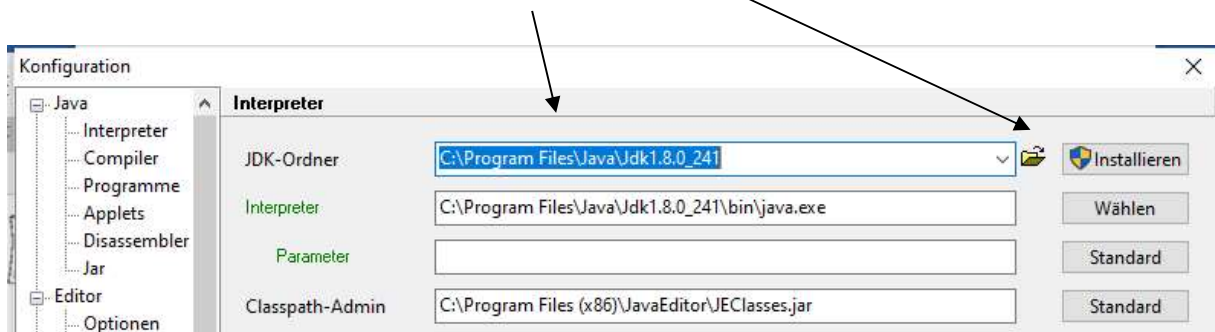 Konfiguration
Java
Interpreter
Compiler
Programme
Applets
Disassembler
Jar
Editor
Optionen
Interpreter
JDK-Ordner C:\Program Files\Java\Jdk1.8.0_241 Installieren
Interpreter C:\Program Files\Java\Jdk1.8.0_241\bin\java.exe Wählen
Parameter Standard
Classpath-Admin C:\Program Files (x86)\JavaEditor\JEClasses.jar Standard